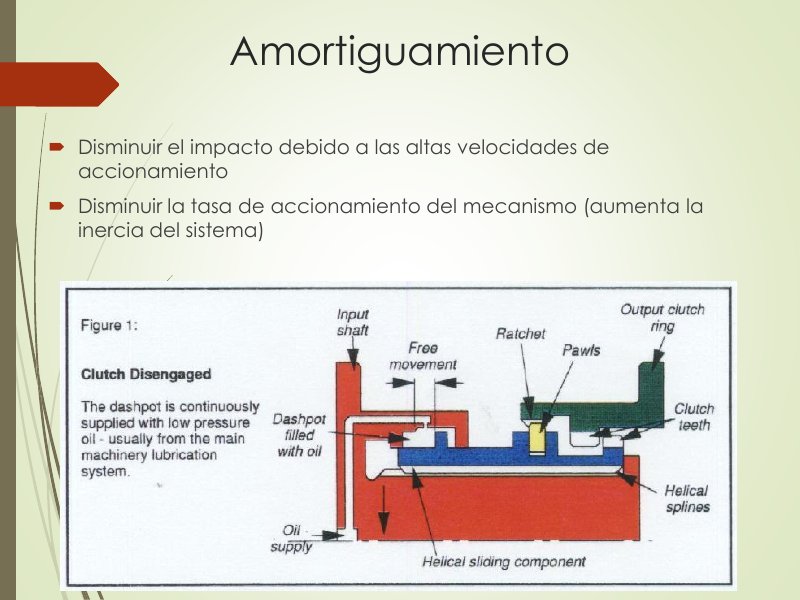 Amortiguamiento
Disminuir el impacto debido a las altas velocidades de
accionamiento
Disminuir la tasa de accionamiento del mecanismo (aumenta la
inercia del sistema)
Figure 1:
Clutch Disengaged
The dashpot is continuously
supplied with low pressure
oil - usually from the main
machinery lubrication
system.
Input
shaft
Free
movement
Ratchet
Pawls
Output clutch
ring
Dashpot
filled
with oil
Clutch
teeth
Helical
splines
Oil
supply
Helical sliding component